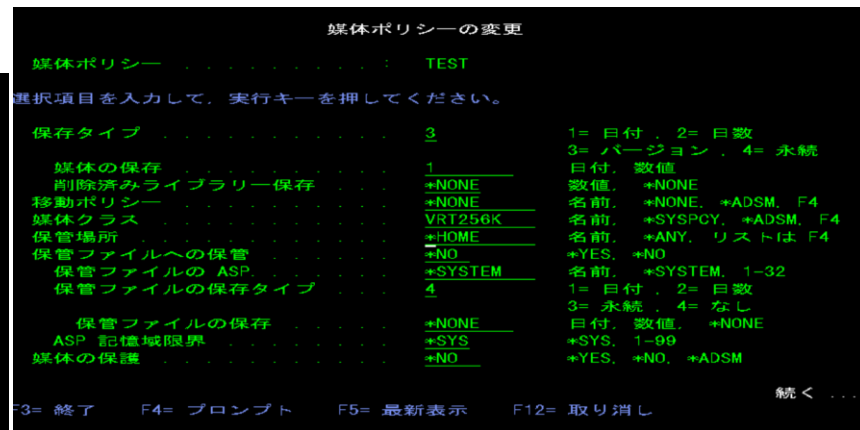 媒体ポリシーの変更
媒体ポリシー . . . . . . . . . . : TEST
選択項目を入力して, 実行キーを押してください。
保存タイプ . . . . . . . . . . . 3 1= 日付 , 2= 日数
3= バージョン , 4= 永続
媒体の保存 . . . . . . . . . . 1 日付, 数値
削除済みライブラリー保存 . . . *NONE 数値, *NONE
移動ポリシー . . . . . . . . . . *NONE 名前, *NONE, *ADSM, F4
媒体クラス . . . . . . . . . . . VRT256K 名前, *SYSPCY, *ADSM, F4
保管場所 . . . . . . . . . . . . *HOME 名前, *ANY, リストは F4
保管ファイルへの保管 . . . . . . *NO *YES, *NO
保管ファイルの ASP. . . . . . . *SYSTEM 名前, *SYSTEM, 1-32
保管ファイルの保存タイプ . . . 4 1= 日付 , 2= 日数
3= 永続 , 4= なし
保管ファイルの保存 . . . . . . *NONE 日付, 数値, *NONE
ASP 記憶域限界 . . . . . . . . *SYS *SYS, 1-99
媒体の保護 . . . . . . . . . . . *NO *YES, *NO, *ADSM
続く ...
F3= 終了 F4= プロンプト F5= 最新表示 F12= 取り消し